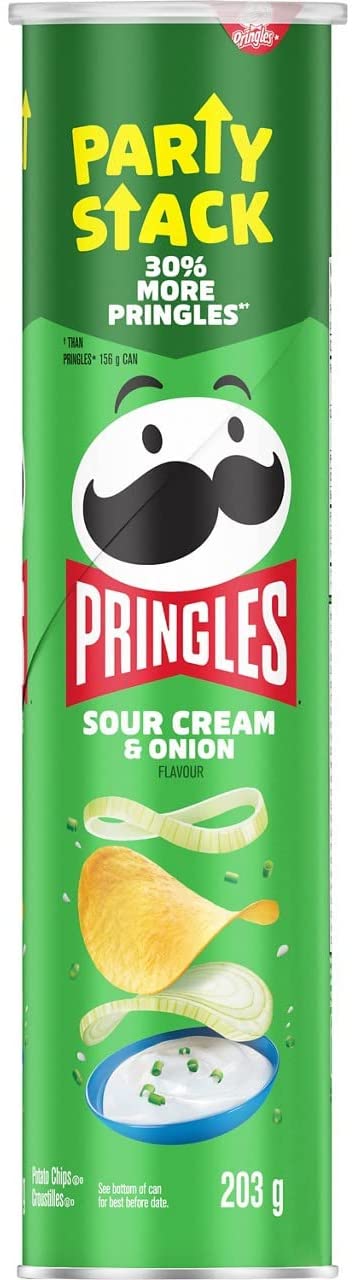 Pringles
PARTY
STACK
30%
MORE
PRINGLES*†
† THAN
PRINGLES* 156 g CAN
PRINGLES
SOUR CREAM
& ONION
FLAVOUR
Potato Chips
Croustilles
See bottom of can
for best before date.
203 g